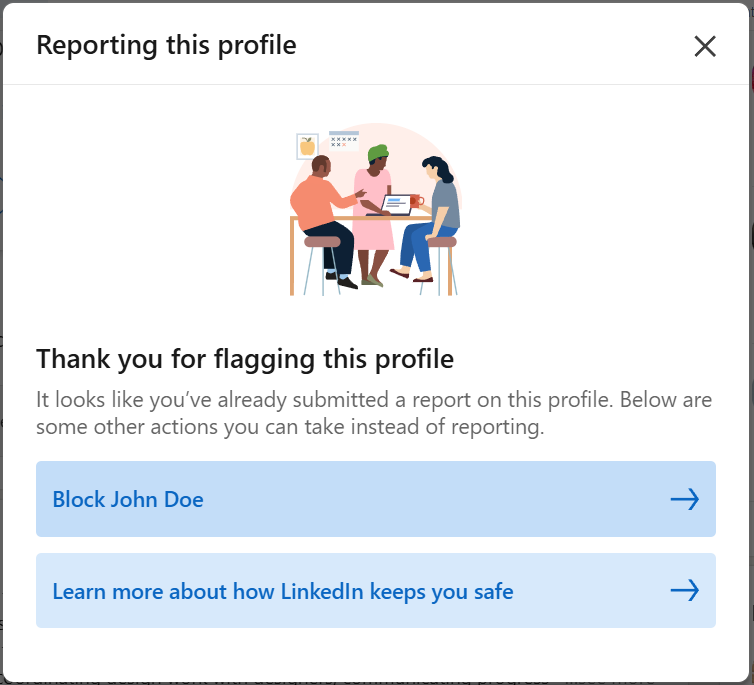 Reporting this profile
Thank you for flagging this profile
It looks like you’ve already submitted a report on this profile. Below are
some other actions you can take instead of reporting.
Block John Doe
Learn more about how LinkedIn keeps you safe